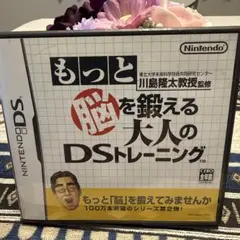 Nintendo
もっと
東北大学未来科学技術共同研究センター
川島隆太教授 監修
脳を鍛える
大人の
DSトレーニング
TM
NINTENDO DS
もっと「脳」を鍛えてみませんか
100万本突破のシリーズ第2弾!
CERO